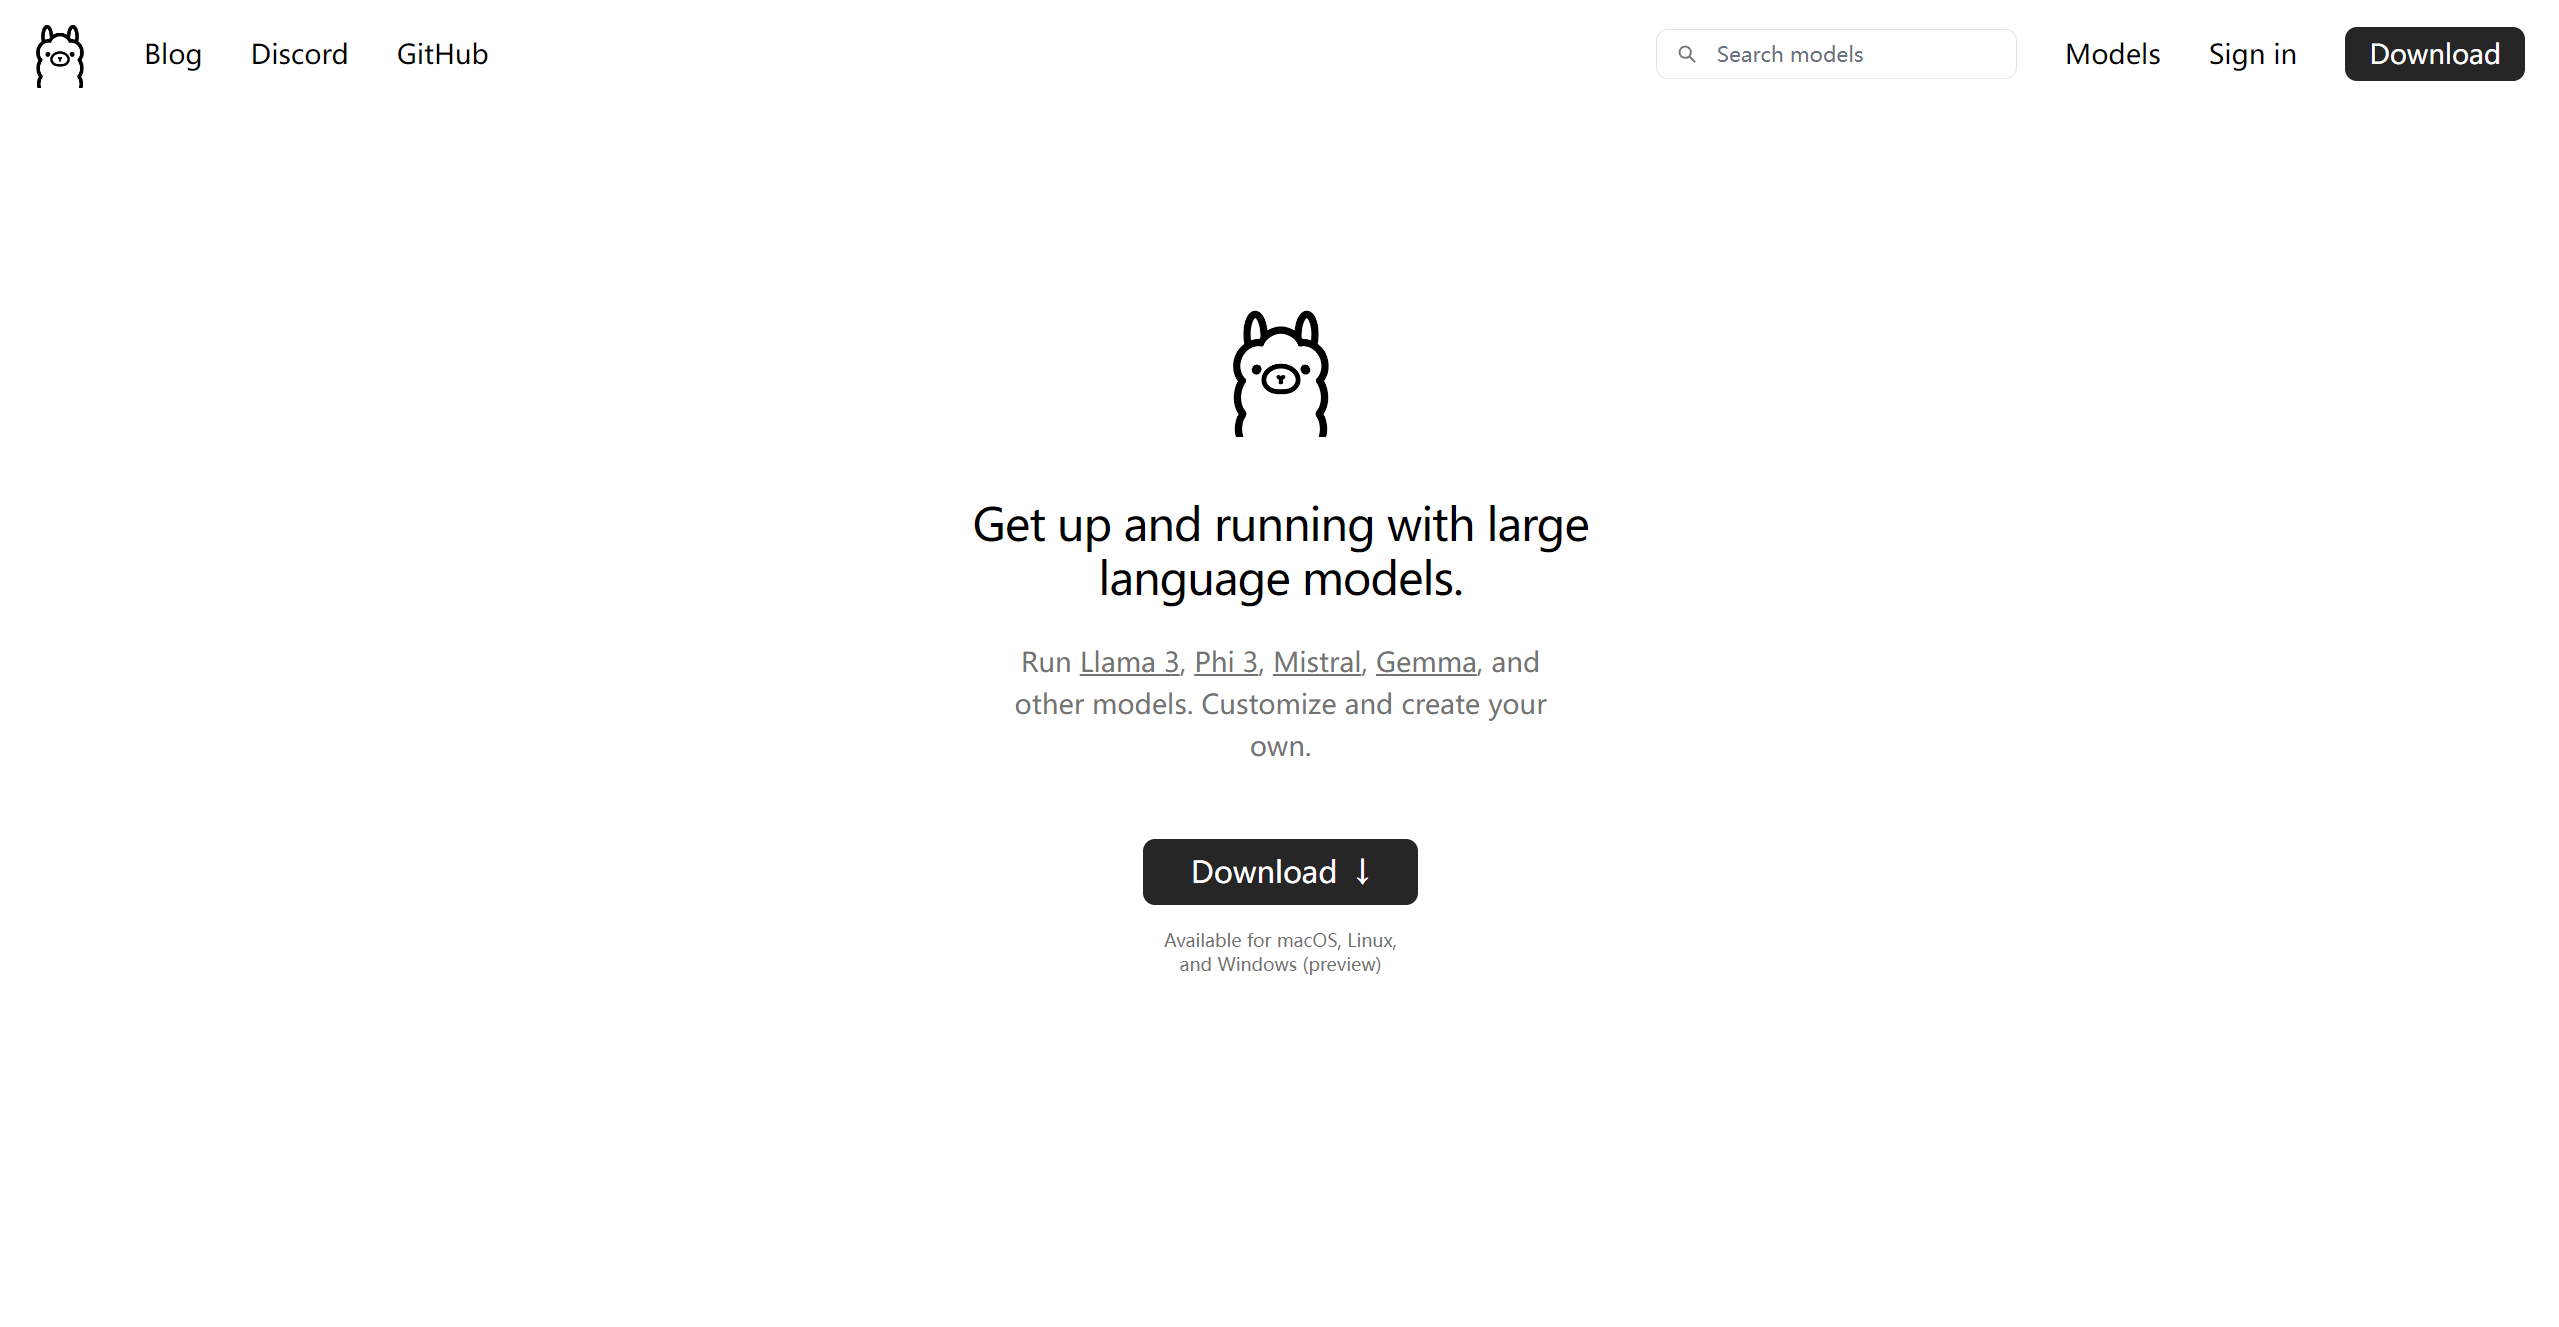 Blog Discord GitHub Search models Models Sign in Download
Get up and running with large
language models.
Run Llama 3, Phi 3, Mistral, Gemma, and
other models. Customize and create your
own.
Download ↓
Available for macOS, Linux,
and Windows (preview)